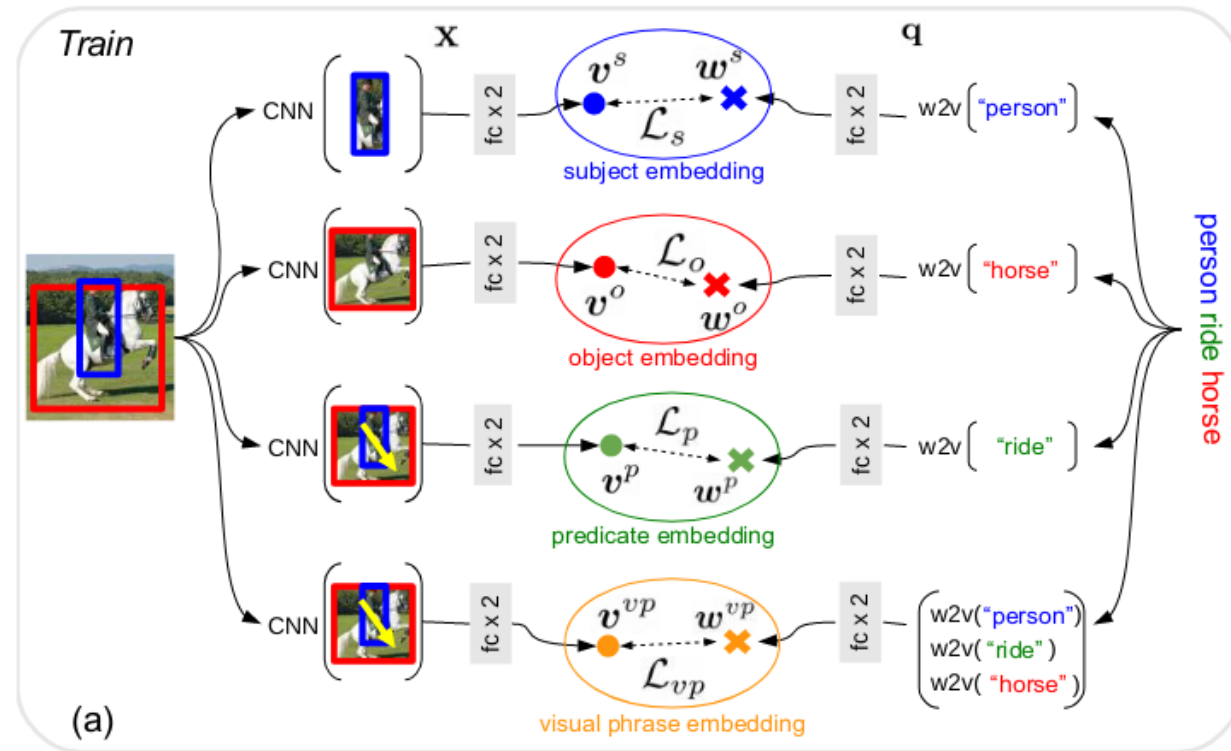 Train
x
q
CNN
fc x 2
v^s
w^s
L_s
subject embedding
fc x 2
w2v ( “person” )
CNN
fc x 2
v^o
L_o
w^o
object embedding
fc x 2
w2v ( “horse” )
CNN
fc x 2
v^p
L_p
w^p
predicate embedding
fc x 2
w2v ( “ride” )
CNN
fc x 2
v^{vp}
w^{vp}
L_{vp}
visual phrase embedding
fc x 2
w2v( “person”)
w2v( “ride” )
w2v( “horse” )
person ride horse
(a)